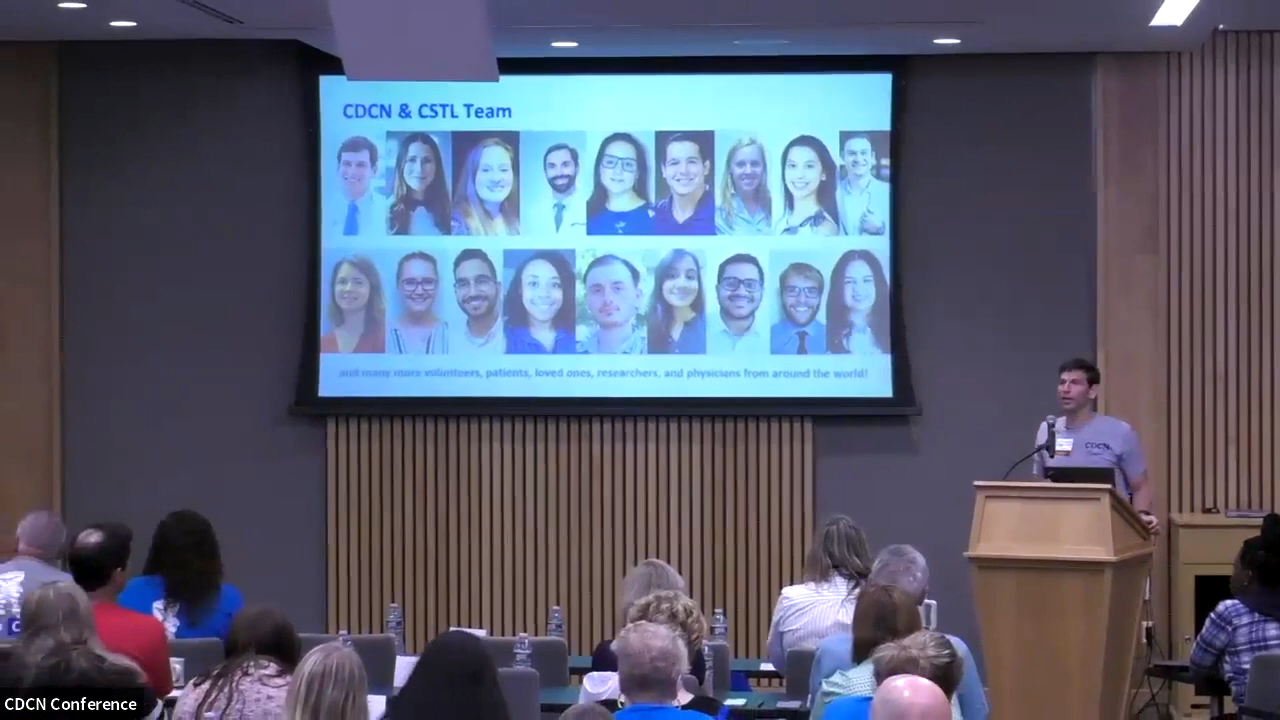 CDCN & CSTL Team
and many more volunteers, patients, loved ones, researchers, and physicians from around the world!
CDCN
CDCN Conference